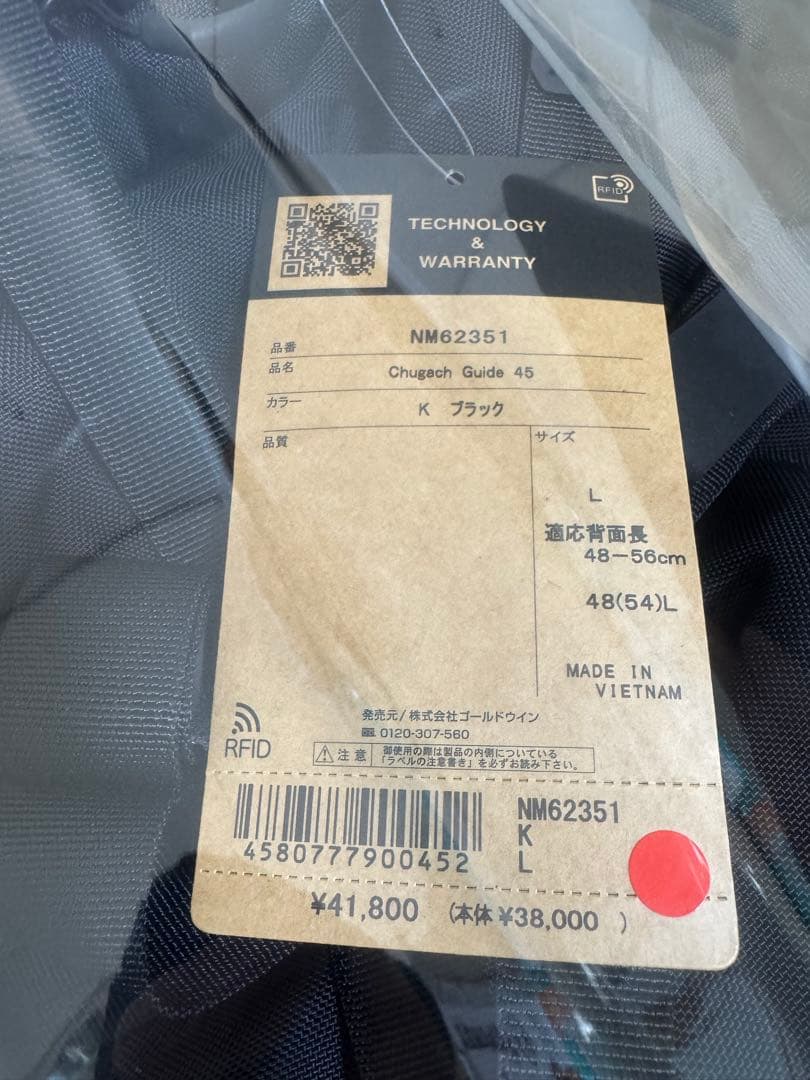 RFID
TECHNOLOGY
&
WARRANTY
品番 NM62351
品名 Chugach Guide 45
カラー K ブラック
品質
サイズ
L
適応背面長
48-56cm
48(54)L
MADE IN
VIETNAM
RFID
発売元/株式会社ゴールドウイン
0120-307-560
注意
御使用の際は製品の内側についている
「ラベルの注意書き」を必ずお読み下さい。
4580777900452
NM62351
K
L
¥41,800 (本体 ¥38,000 )